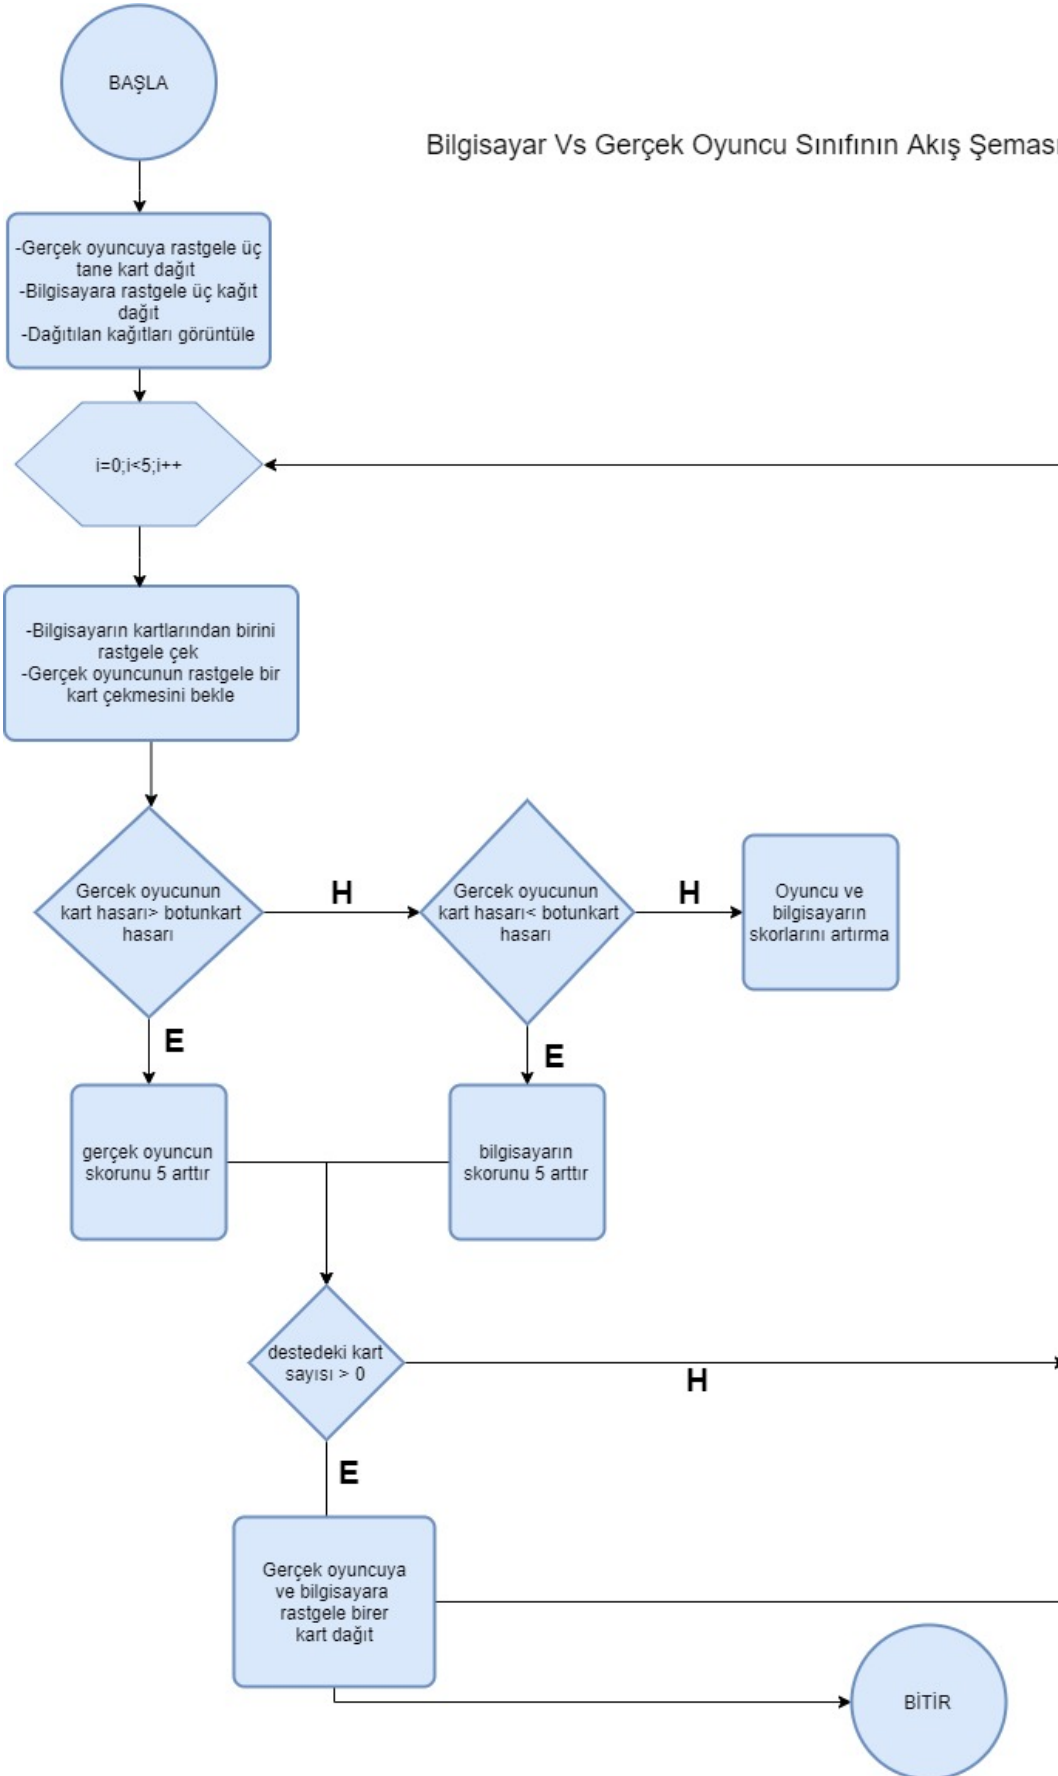 BAŞLA
Bilgisayar Vs Gerçek Oyuncu Sınıfının Akış Şeması
-Gerçek oyuncuya rastgele üç
tane kart dağıt
-Bilgisayara rastgele üç kağıt
dağıt
-Dağıtılan kağıtları görüntüle
i=0;i<5;i++
-Bilgisayarın kartlarından birini
rastgele çek
-Gerçek oyuncunun rastgele bir
kart çekmesini bekle
Gercek oyucunun
kart hasarı> botunkart
hasarı
H
Gercek oyucunun
kart hasarı< botunkart
hasarı
H
Oyuncu ve
bilgisayarın
skorlarını artırma
E
E
gerçek oyuncun
skorunu 5 arttır
bilgisayarın
skorunu 5 arttır
destedeki kart
sayısı > 0
H
E
Gerçek oyuncuya
ve bilgisayara
rastgele birer
kart dağıt
BİTİR